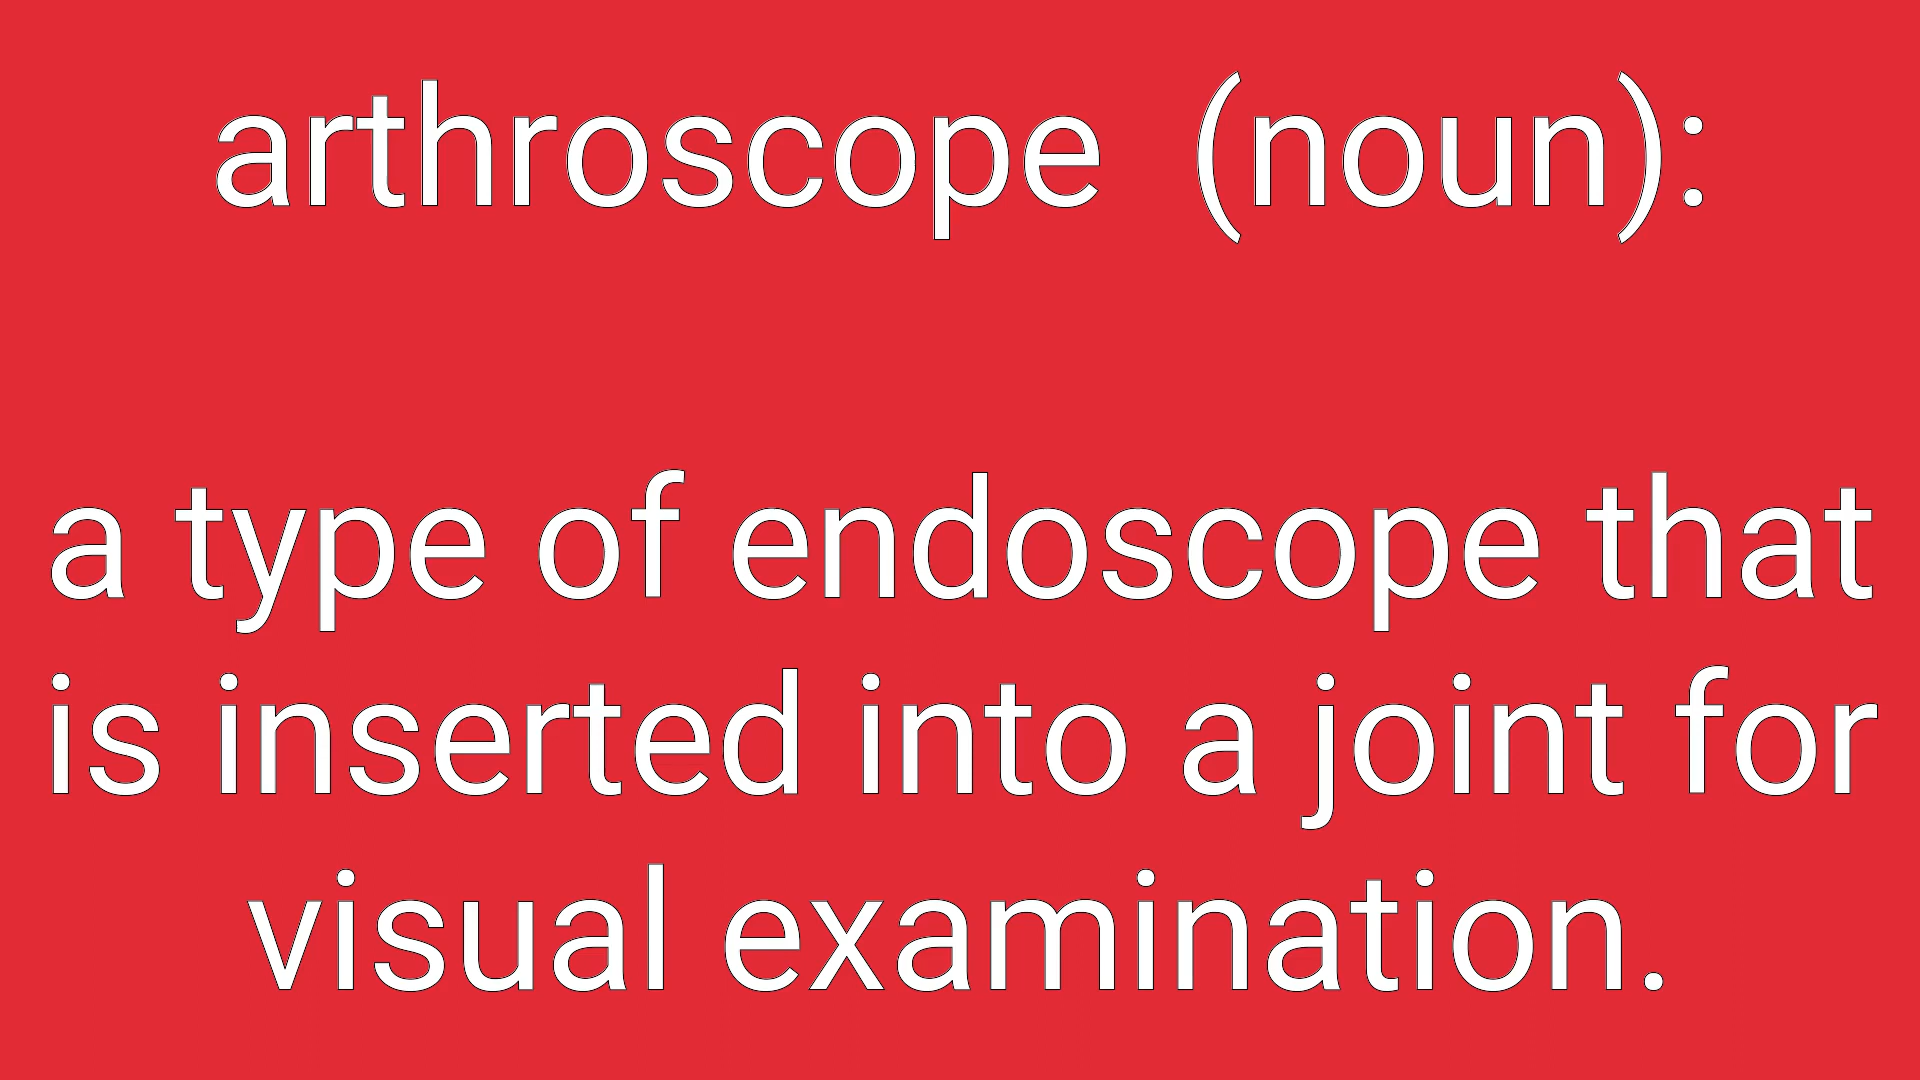 arthroscope (noun):
a type of endoscope that
is inserted into a joint for
visual examination.